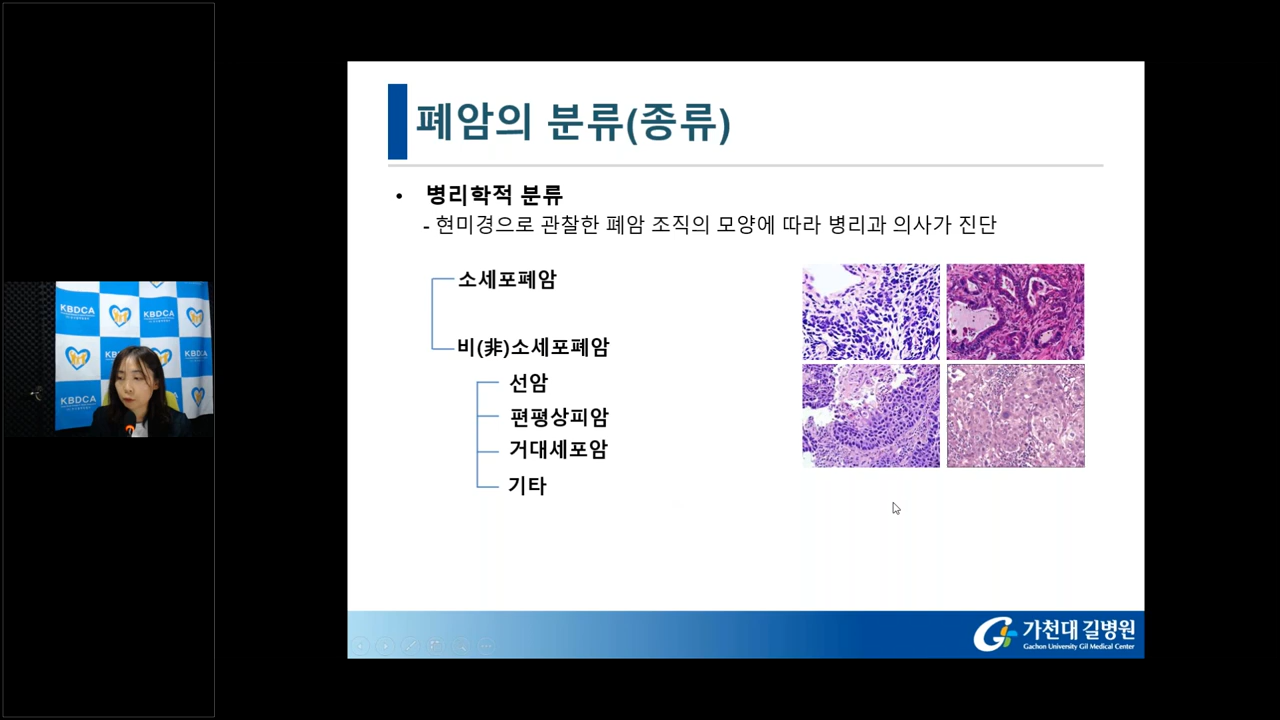 폐암의 분류(종류)
• 병리학적 분류
- 현미경으로 관찰한 폐암 조직의 모양에 따라 병리과 의사가 진단
소세포폐암
비(非)소세포폐암
선암
편평상피암
거대세포암
기타
가천대 길병원
Gachon University Gil Medical Center
KBDCA
KBDCA
KBDCA
KBDCA
KBDCA